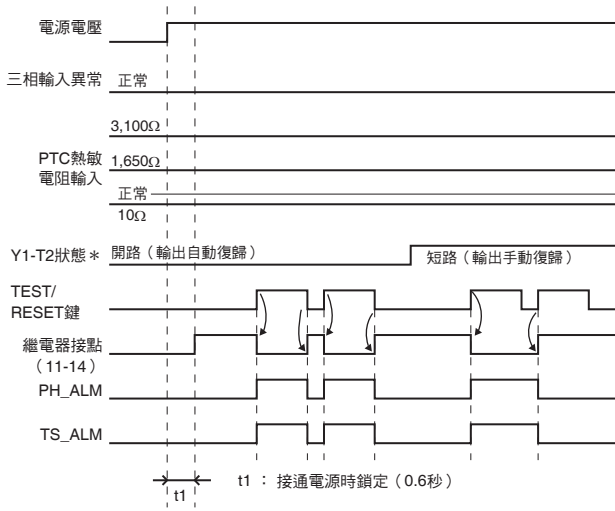 電源電壓
三相輸入異常 正常
3,100Ω
PTC熱敏
電阻輸入
1,650Ω
正常
10Ω
Y1-T2狀態＊ 開路（輸出自動復歸） 短路（輸出手動復歸）
TEST/
RESET鍵
繼電器接點
（11-14）
PH_ALM
TS_ALM
t1
t1 ： 接通電源時鎖定（0.6秒）